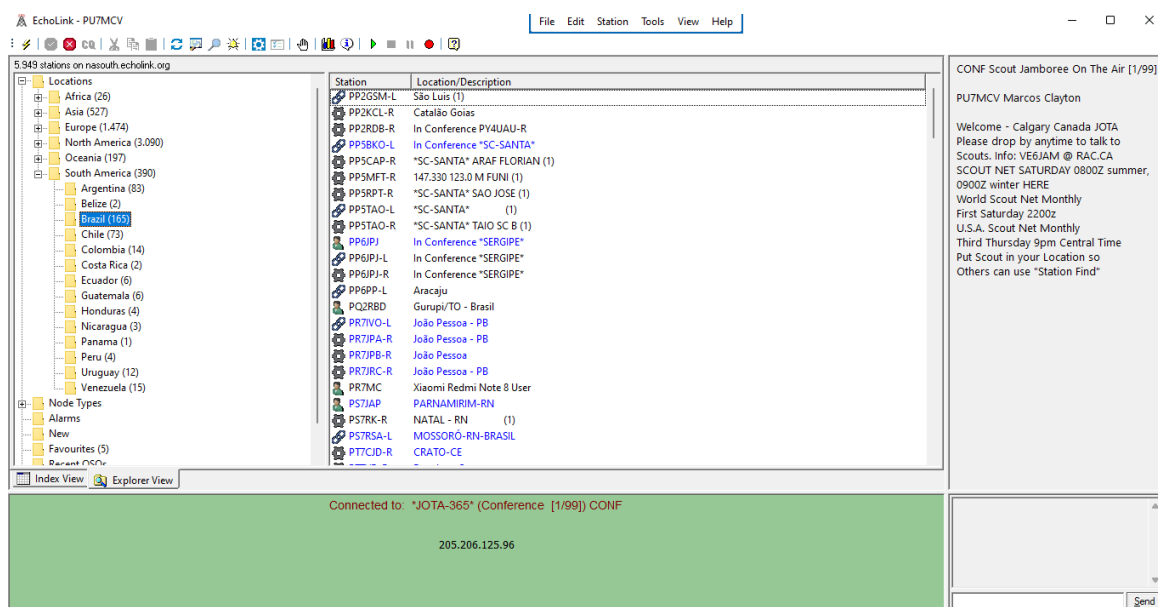 EchoLink - PU7MCV
File Edit Station Tools View Help
CQ
5.949 stations on nasouth.echolink.org
Locations
Africa (26)
Asia (527)
Europe (1.474)
North America (3.090)
Oceania (197)
South America (390)
Argentina (83)
Belize (2)
Brazil (165)
Chile (73)
Colombia (14)
Costa Rica (2)
Ecuador (6)
Guatemala (6)
Honduras (4)
Nicaragua (3)
Panama (1)
Peru (4)
Uruguay (12)
Venezuela (15)
Node Types
Alarms
New
Favourites (5)
Recent QSOs
Index View Explorer View
Station Location/Description
PP2GSM-L São Luis (1)
PP2KCL-R Catalão Goias
PP2RDB-R In Conference PY4UAU-R
PP5BKO-L In Conference *SC-SANTA*
PP5CAP-R *SC-SANTA* ARAF FLORIAN (1)
PP5MFT-R 147.330 123.0 M FUNI (1)
PP5RPT-R *SC-SANTA* SAO JOSE (1)
PP5TAO-L *SC-SANTA* (1)
PP5TAO-R *SC-SANTA* TAIO SC B (1)
PP6JPJ In Conference *SERGIPE*
PP6JPJ-L In Conference *SERGIPE*
PP6JPJ-R In Conference *SERGIPE*
PP6PP-L Aracaju
PQ2RBD Gurupi/TO - Brasil
PR7IVO-L João Pessoa - PB
PR7JPA-R João Pessoa - PB
PR7JPB-R João Pessoa
PR7JRC-R João Pessoa - PB
PR7MC Xiaomi Redmi Note 8 User
PS7JAP PARNAMIRIM-RN
PS7RK-R NATAL - RN (1)
PS7RSA-L MOSSORÓ-RN-BRASIL
PT7CJD-R CRATO-CE
CONF Scout Jamboree On The Air [1/99]
PU7MCV Marcos Clayton
Welcome - Calgary Canada JOTA
Please drop by anytime to talk to
Scouts. Info: VE6JAM @ RAC.CA
SCOUT NET SATURDAY 0800Z summer,
0900Z winter HERE
World Scout Net Monthly
First Saturday 2200z
U.S.A. Scout Net Monthly
Third Thursday 9pm Central Time
Put Scout in your Location so
Others can use "Station Find"
Connected to: *JOTA-365* (Conference [1/99]) CONF
205.206.125.96
Send